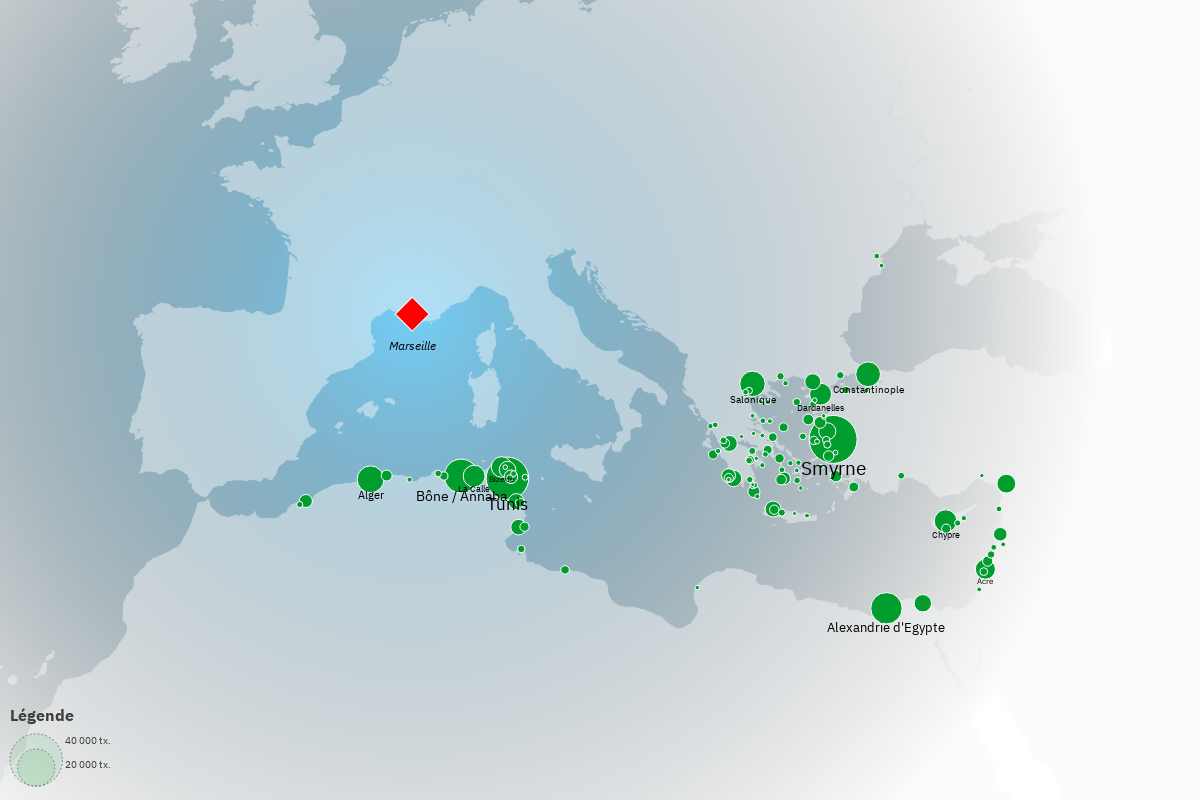 Marseille
Constantinople
Salonique
Dardanelles
Smyrne
Bizerte
La Calle
Alger
Bône / Annaba
Tunis
Chypre
Acre
Alexandrie d'Egypte
Légende
40 000 tx.
20 000 tx.